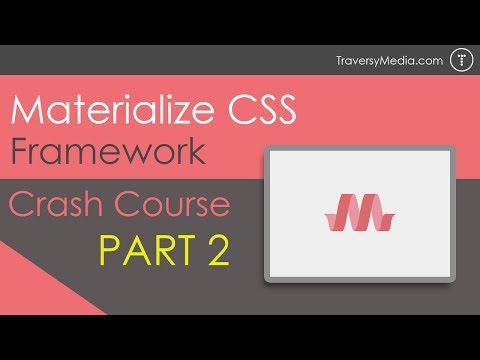 TraversyMedia.com T
Materialize CSS
Framework
Crash Course
PART 2